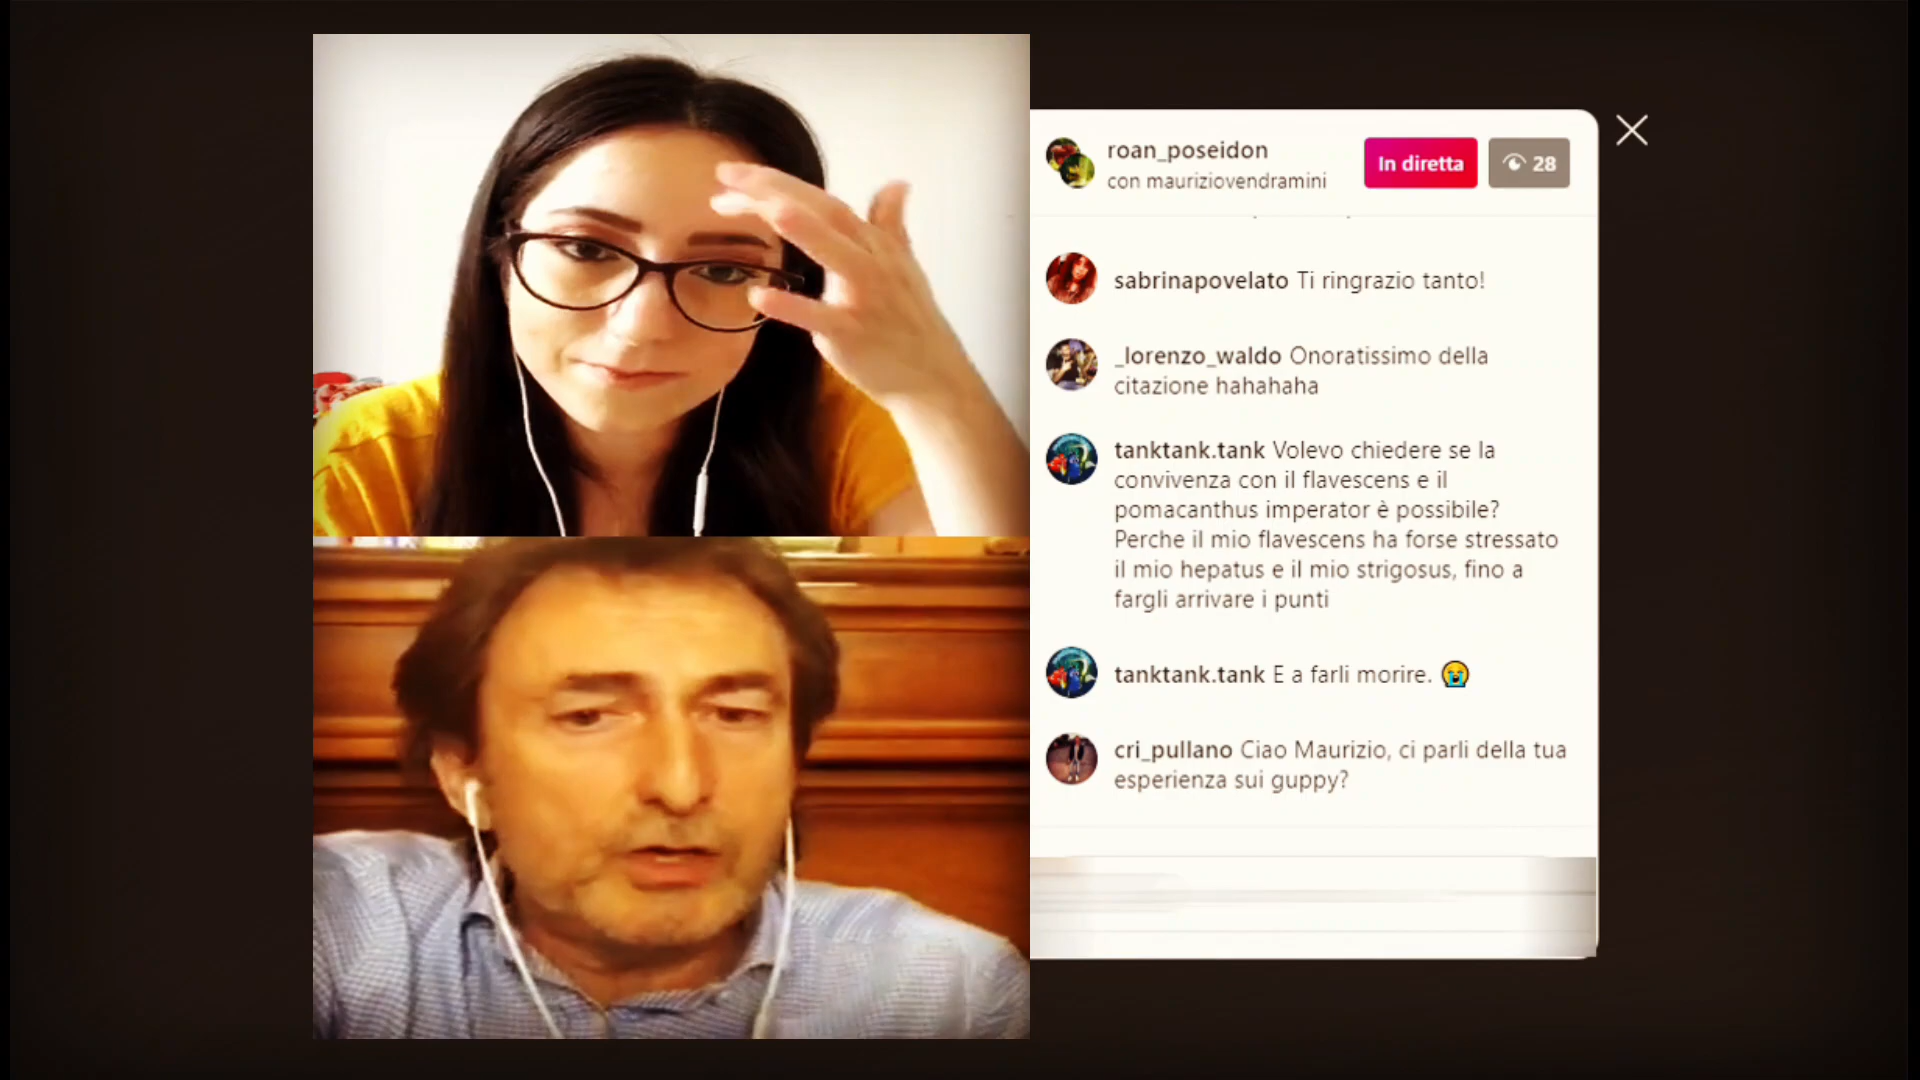 roan_poseidon
con mauriziovendramini
In diretta
28
sabrinapovelato Ti ringrazio tanto!
_lorenzo_waldo Onoratissimo della
citazione hahahaha
tanktank.tank Volevo chiedere se la
convivenza con il flavescens e il
pomacanthus imperator è possibile?
Perche il mio flavescens ha forse stressato
il mio hepatus e il mio strigosus, fino a
fargli arrivare i punti
tanktank.tank E a farli morire. 😭
cri_pullano Ciao Maurizio, ci parli della tua
esperienza sui guppy?